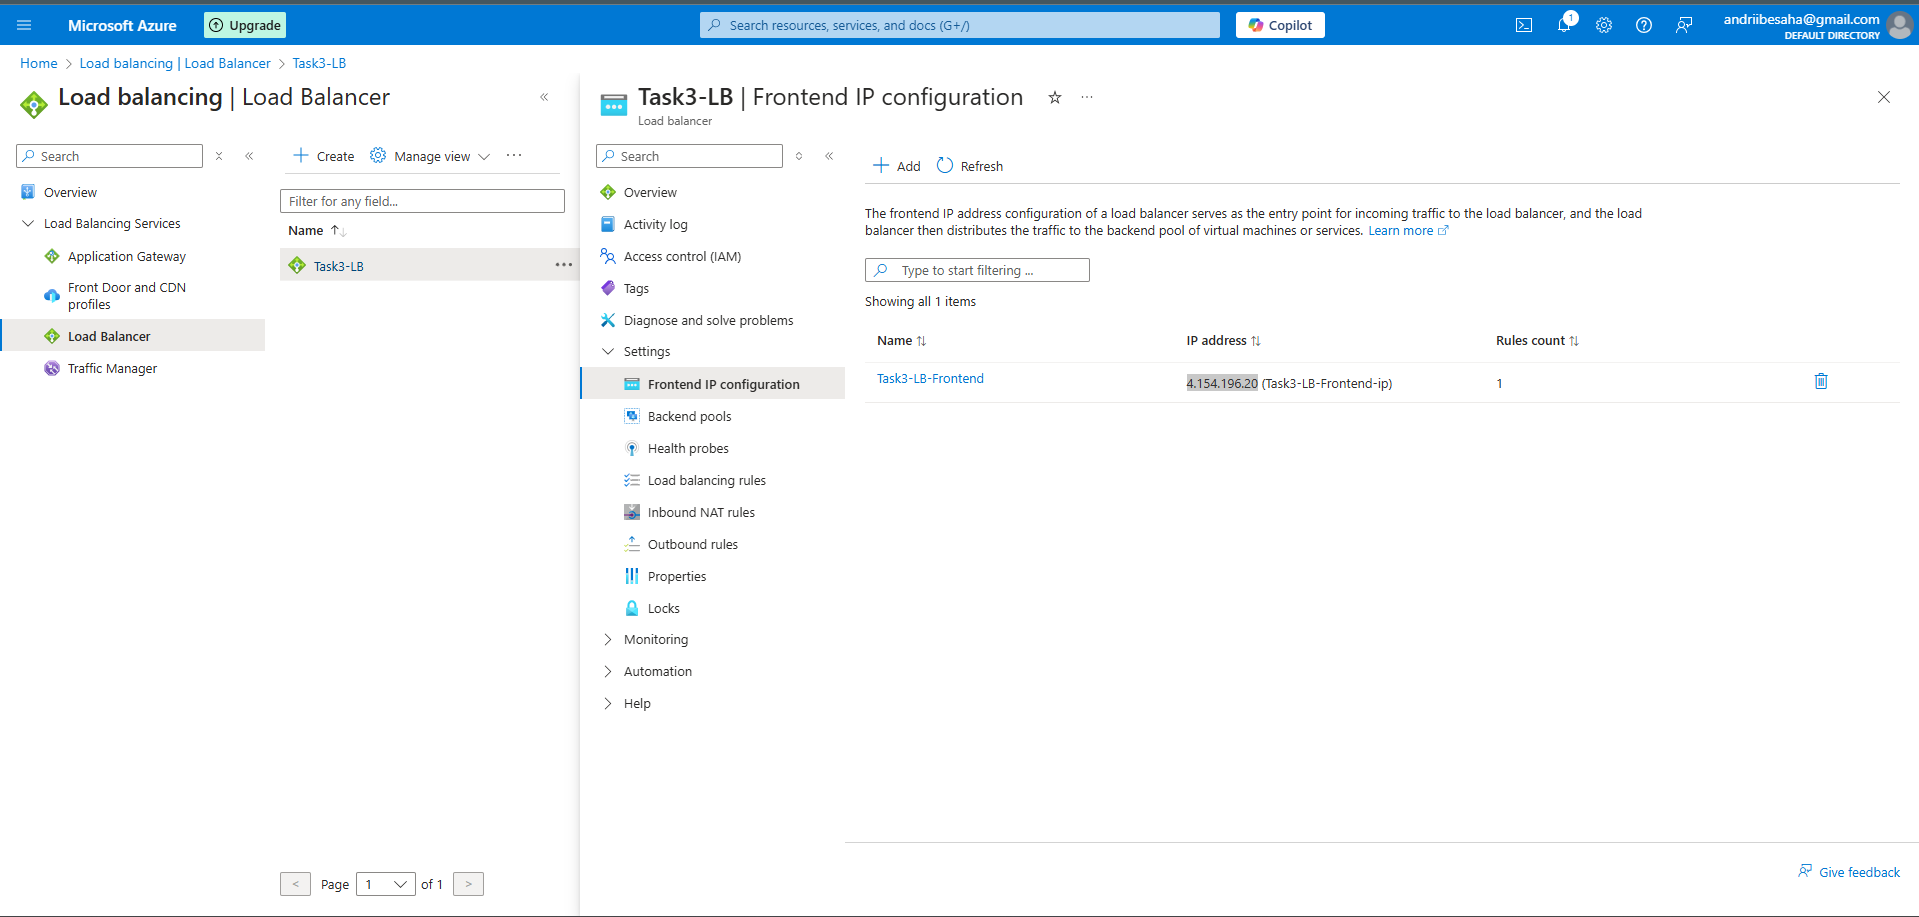 Microsoft Azure
Upgrade
Search resources, services, and docs (G+/)
Copilot
1
andriibesaha@gmail.com
DEFAULT DIRECTORY
Home > Load balancing | Load Balancer > Task3-LB
Load balancing | Load Balancer
Search
Overview
Load Balancing Services
Application Gateway
Front Door and CDN
profiles
Load Balancer
Traffic Manager
Create
Manage view
Filter for any field...
Name
Task3-LB
< Page 1 of 1 >
Task3-LB | Frontend IP configuration
Load balancer
Search
Overview
Activity log
Access control (IAM)
Tags
Diagnose and solve problems
Settings
Frontend IP configuration
Backend pools
Health probes
Load balancing rules
Inbound NAT rules
Outbound rules
Properties
Locks
Monitoring
Automation
Help
Add
Refresh
The frontend IP address configuration of a load balancer serves as the entry point for incoming traffic to the load balancer, and the load
balancer then distributes the traffic to the backend pool of virtual machines or services. Learn more
Type to start filtering ...
Showing all 1 items
Name IP address Rules count
Task3-LB-Frontend 4.154.196.20 (Task3-LB-Frontend-ip) 1
Give feedback